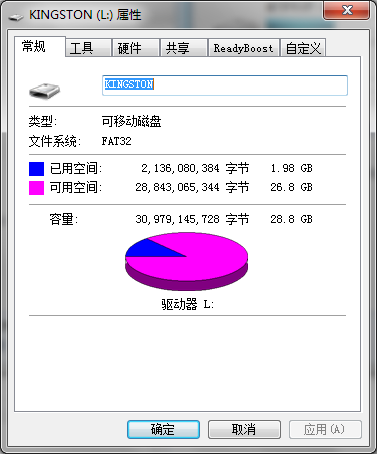 KINGSTON (L:) 属性
常规 工具 硬件 共享 ReadyBoost 自定义
KINGSTON
类型: 可移动磁盘
文件系统: FAT32
已用空间: 2,136,080,384 字节 1.98 GB
可用空间: 28,843,065,344 字节 26.8 GB
容量: 30,979,145,728 字节 28.8 GB
驱动器 L:
确定 取消 应用(A)